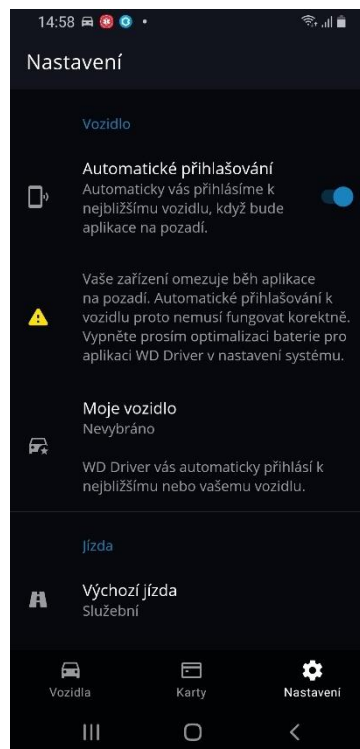 14:58
Nastavení
Vozidlo
Automatické přihlašování
Automaticky vás přihlásíme k
nejbližšímu vozidlu, když bude
aplikace na pozadí.
Vaše zařízení omezuje běh aplikace
na pozadí. Automatické přihlašování k
vozidlu proto nemusí fungovat korektně.
Vypněte prosím optimalizaci baterie pro
aplikaci WD Driver v nastavení systému.
Moje vozidlo
Nevybráno
WD Driver vás automaticky přihlásí k
nejbližšímu nebo vašemu vozidlu.
Jízda
Výchozí jízda
Služební
Vozidla Karty Nastavení